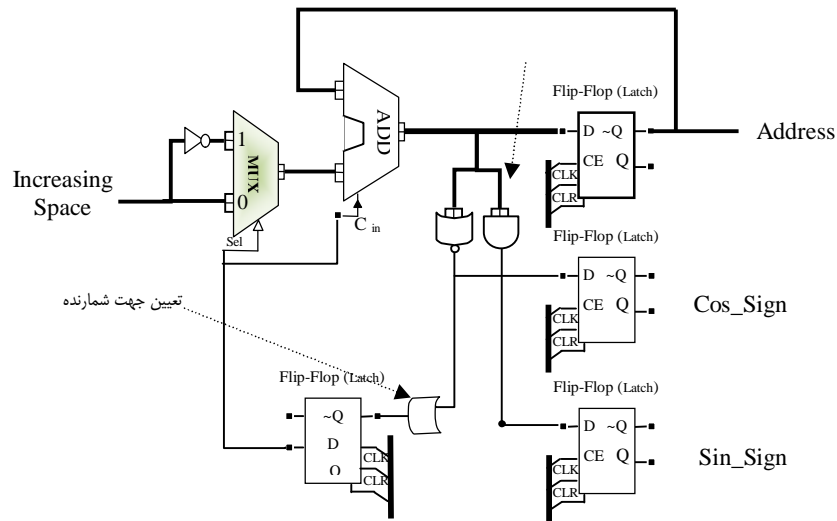 Flip-Flop (Latch)
D ~Q
CE Q
CLK
CLR
Address
ADD
C in
1
MUX
0
Sel
Increasing
Space
Flip-Flop (Latch)
D ~Q
CE Q
CLK
CLR
Cos_Sign
تعیین جهت شمارنده
Flip-Flop (Latch)
~Q
D
Q
CLK
CLR
Flip-Flop (Latch)
D ~Q
CE Q
CLK
CLR
Sin_Sign